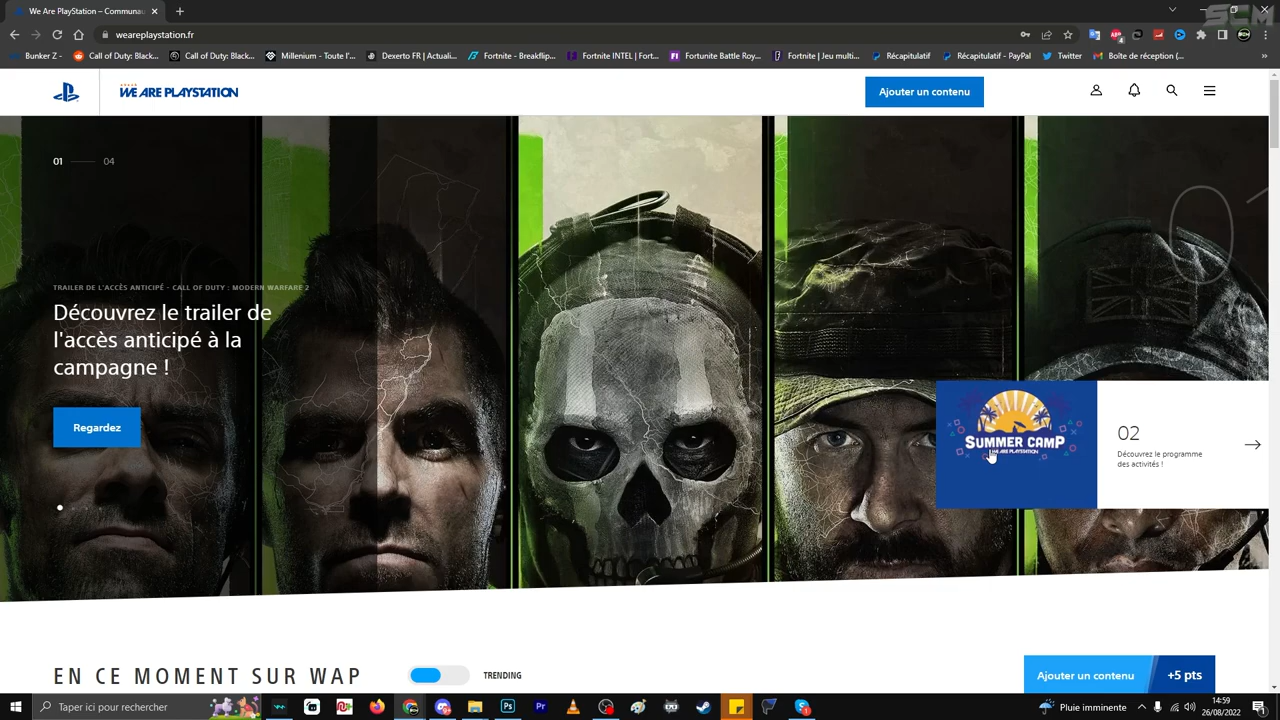 We Are PlayStation – Communau
SCM
weareplaystation.fr
Bunker Z -
Call of Duty: Black...
Call of Duty: Black...
Millenium - Toute l'...
Dexerto FR | Actuali...
Fortnite - Breakflip...
Fortnite INTEL | Fort...
Fortunite Battle Roy...
Fortnite | Jeu multi...
Récapitulatif
Récapitulatif - PayPal
Twitter
Boîte de réception (...
»
WE ARE PLAYSTATION
Ajouter un contenu
01
04
01
TRAILER DE L'ACCÈS ANTICIPÉ - CALL OF DUTY : MODERN WARFARE 2
Découvrez le trailer de
l'accès anticipé à la
campagne !
Regardez
SUMMER CAMP
WE ARE PLAYSTATION
02
Découvrez le programme
des activités !
EN CE MOMENT SUR WAP
TRENDING
Ajouter un contenu
+5 pts
Taper ici pour rechercher
Pluie imminente
14:59
26/08/2022